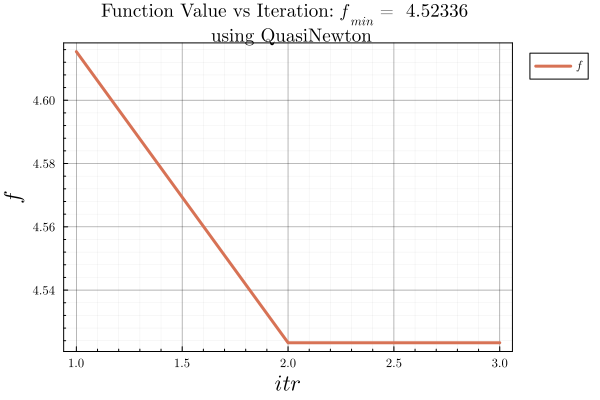 Function Value vs Iteration: f_min = 4.52336
using QuasiNewton
f
4.60
4.58
4.56
4.54
f
1.0
1.5
2.0
2.5
3.0
itr